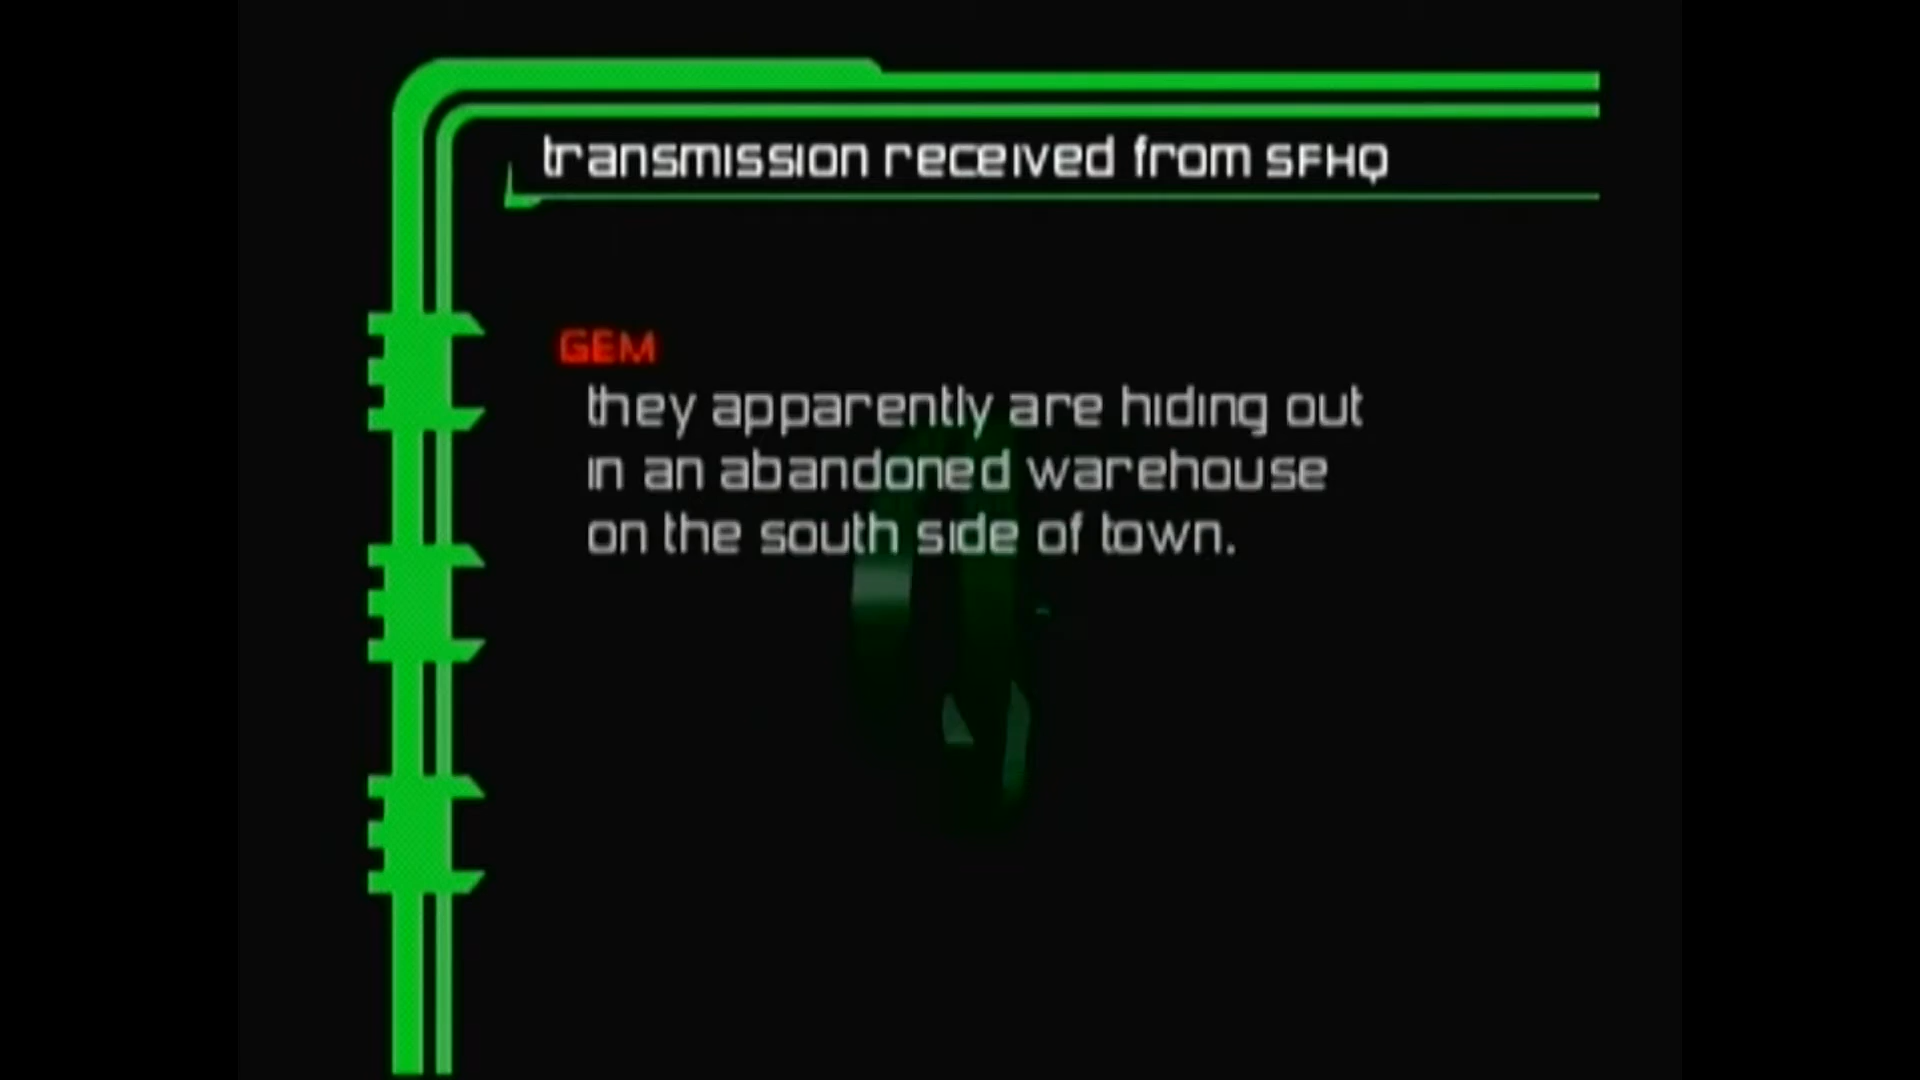 transmission received from SFHQ
GEM
they apparently are hiding out
in an abandoned warehouse
on the south side of town.